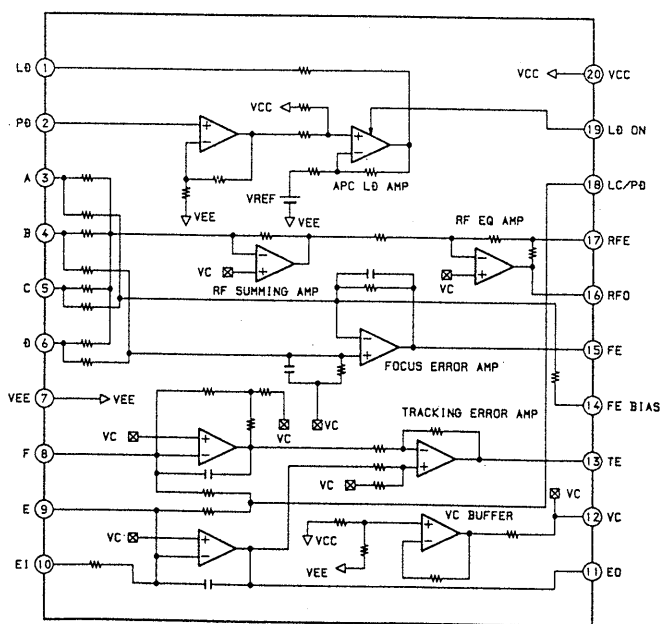 LD 1
20 VCC
VCC
PD 2
VCC
19 LD ON
A 3
APC LD AMP
18 LC/PD
VREF
VEE
VEE
RF EQ AMP
B 4
17 RFE
VC
VC
C 5
RF SUMMING AMP
16 RFO
D 6
FOCUS ERROR AMP
15 FE
VEE 7
VEE
14 FE BIAS
VC
VC
VC
TRACKING ERROR AMP
F 8
13 TE
VC
VC
E 9
VC BUFFER
12 VC
VC
VCC
VEE
EI 10
11 EO